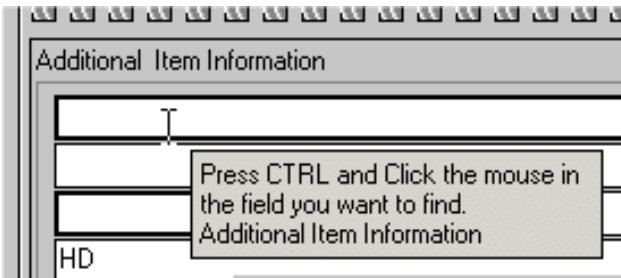 Additional Item Information
Press CTRL and Click the mouse in
the field you want to find.
Additional Item Information
HD